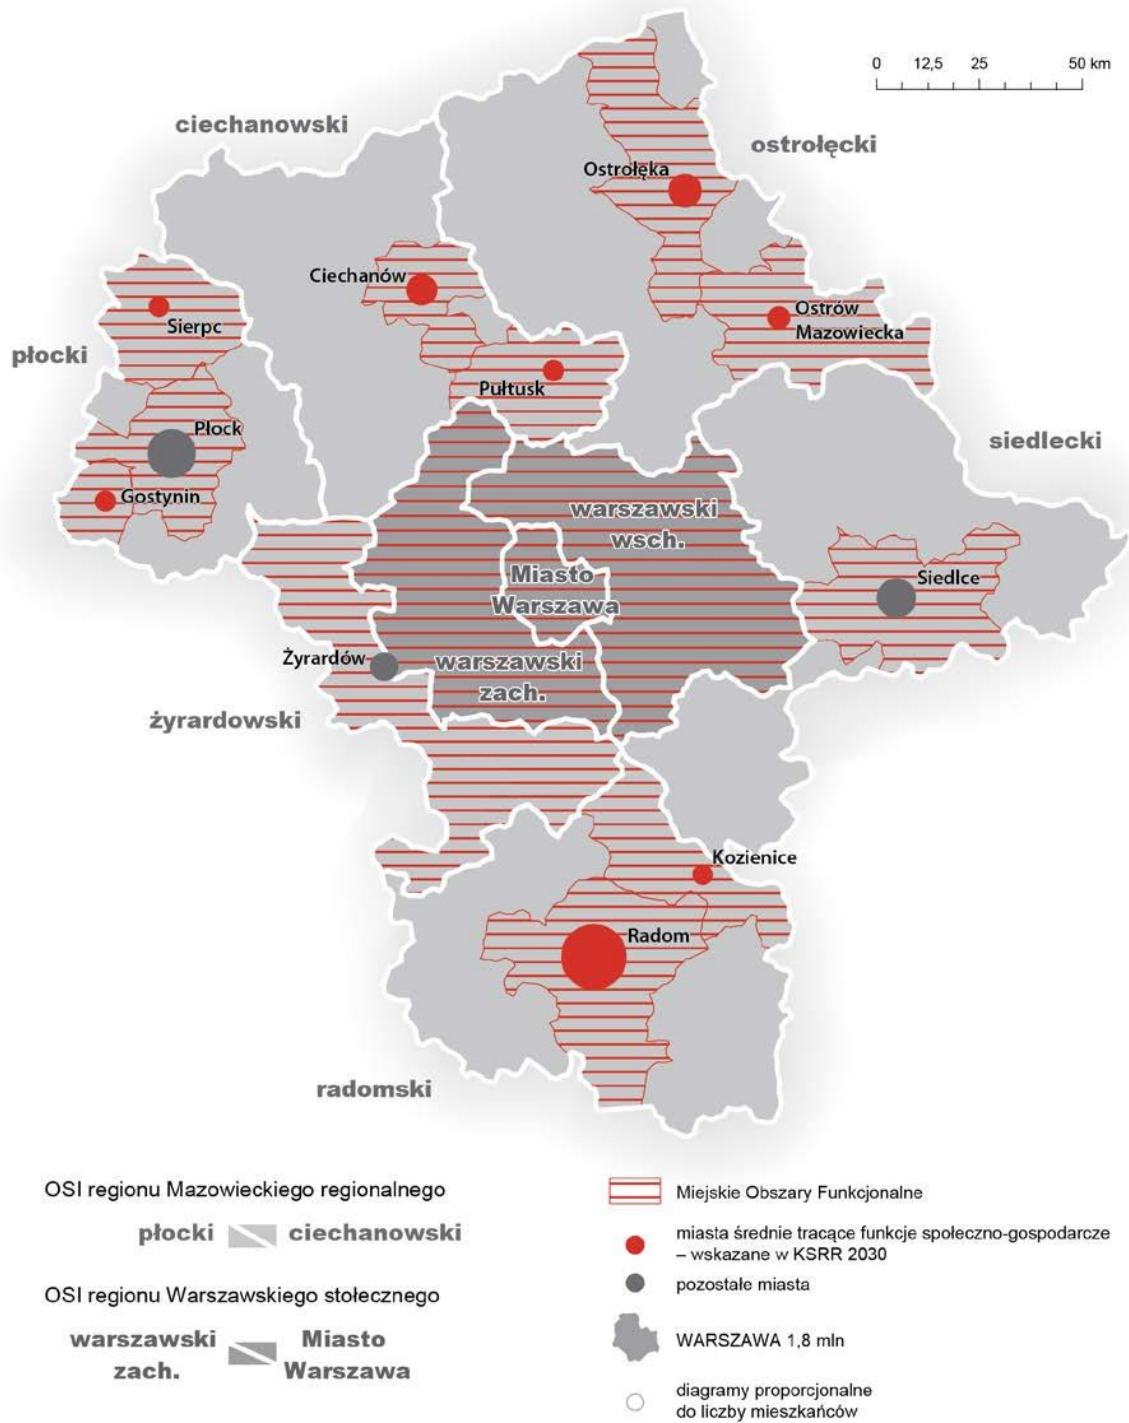 0 12,5 25 50 km
ciechanowski
ostrołęcki
Ostrołęka
Ciechanów
Sierpc
Ostrów
Mazowiecka
płocki
Pułtusk
Płock
siedlecki
Gostynin
warszawski
wsch.
Miasto
Warszawa
Siedlce
Żyrardów
warszawski
zach.
żyrardowski
Kozienice
Radom
radomski
OSI regionu Mazowieckiego regionalnego
płocki ciechanowski
OSI regionu Warszawskiego stołecznego
warszawski
zach.
Miasto
Warszawa
Miejskie Obszary Funkcjonalne
miasta średnie tracące funkcje społeczno-gospodarcze
– wskazane w KSRR 2030
pozostałe miasta
WARSZAWA 1,8 mln
diagramy proporcjonalne
do liczby mieszkańców